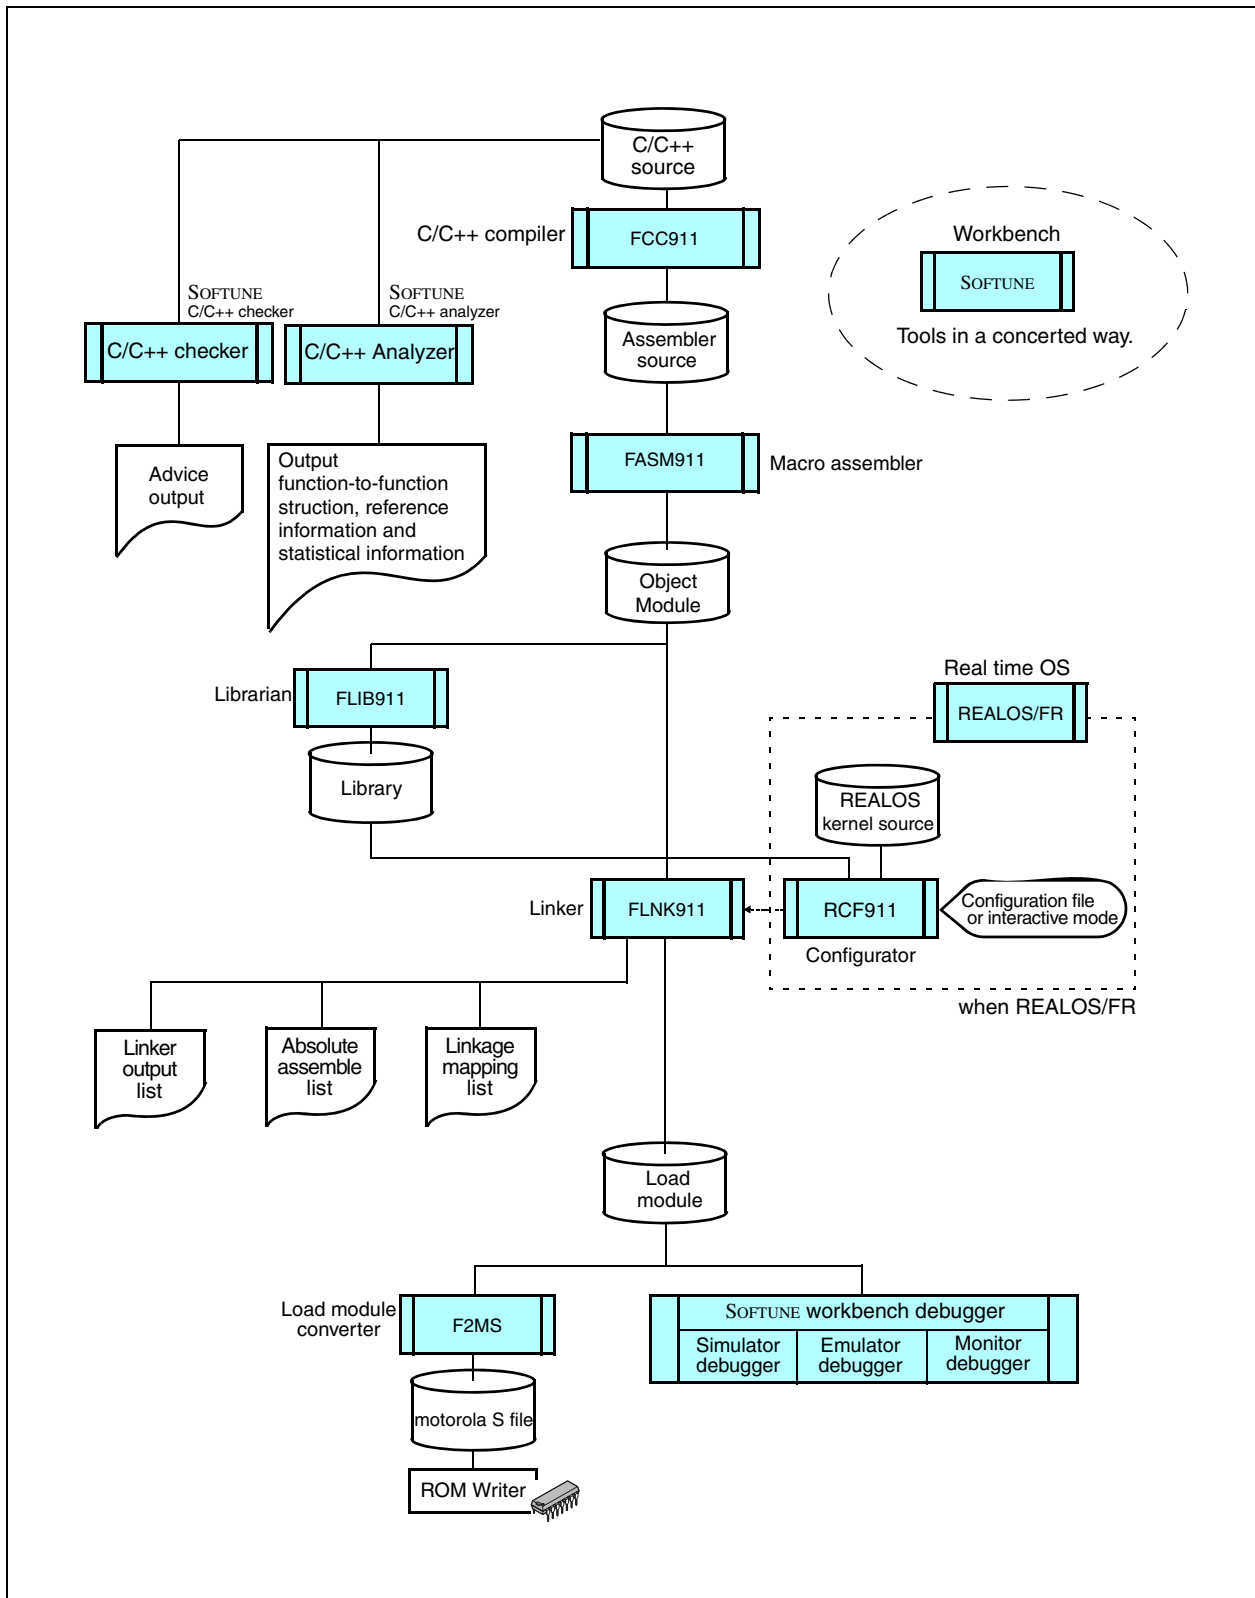 C/C++
source
C/C++ compiler
FCC911
Workbench
SOFTUNE
Tools in a concerted way.
SOFTUNE
C/C++ checker
SOFTUNE
C/C++ analyzer
C/C++ checker
C/C++ Analyzer
Assembler
source
Advice
output
Output
function-to-function
struction, reference
information and
statistical information
FASM911
Macro assembler
Object
Module
Librarian
FLIB911
Real time OS
REALOS/FR
Library
REALOS
kernel source
Linker
FLNK911
RCF911
Configuration file
or interactive mode
Configurator
when REALOS/FR
Linker
output
list
Absolute
assemble
list
Linkage
mapping
list
Load
module
Load module
converter
F2MS
SOFTUNE workbench debugger
Simulator
debugger
Emulator
debugger
Monitor
debugger
motorola S file
ROM Writer